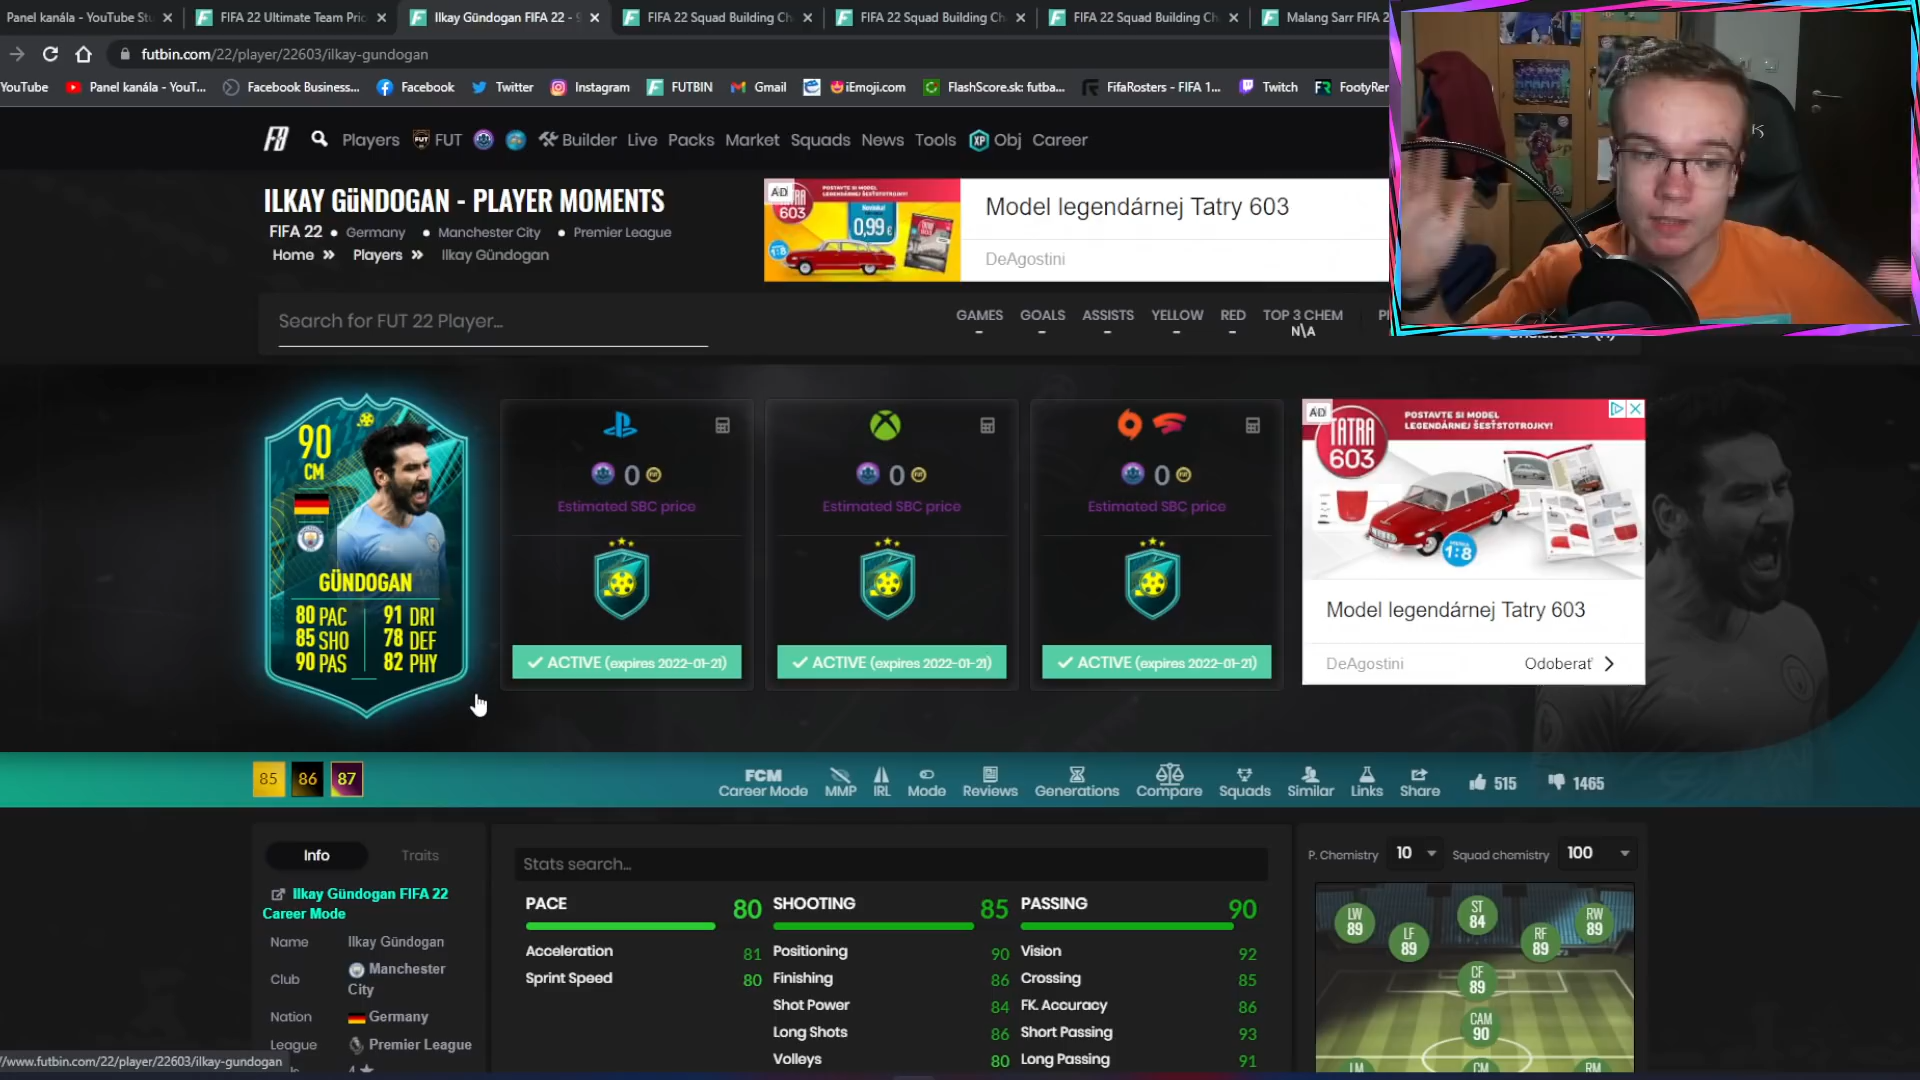 Panel kanála - YouTube Stu
FIFA 22 Ultimate Team Pric
Ilkay Gündogan FIFA 22 - 9
FIFA 22 Squad Building Ch
FIFA 22 Squad Building Ch
FIFA 22 Squad Building Ch
Malang Sarr FIFA 2
futbin.com/22/player/22603/ilkay-gundogan
YouTube
Panel kanála - YouT...
Facebook Business...
Facebook
Twitter
Instagram
FUTBIN
Gmail
iEmoji.com
FlashScore.sk: futba...
FifaRosters - FIFA 1...
Twitch
FootyRer
Players
FUT
Builder
Live
Packs
Market
Squads
News
Tools
XP Obj
Career
ILKAY GüNDOGAN - PLAYER MOMENTS
FIFA 22 • Germany • Manchester City • Premier League
Home » Players » Ilkay Gündogan
AD
POSTAVTE SI MODEL
LEGENDÁRNEJ ŠESŤSTOTROJKY!
603
0,99 €
1:8
Model legendárnej Tatry 603
DeAgostini
Search for FUT 22 Player...
GAMES
GOALS
ASSISTS
YELLOW
RED
TOP 3 CHEM
- - - - - N\A
90
CM
GÜNDOGAN
80 PAC 91 DRI
85 SHO 78 DEF
90 PAS 82 PHY
0
Estimated SBC price
ACTIVE (expires 2022-01-21)
0
Estimated SBC price
ACTIVE (expires 2022-01-21)
0
Estimated SBC price
ACTIVE (expires 2022-01-21)
AD
POSTAVTE SI MODEL
LEGENDÁRNEJ ŠESŤSTOTROJKY!
TATRA
603
1:8
Model legendárnej Tatry 603
DeAgostini
Odoberať
85 86 87
FCM
Career Mode
MMP
IRL
Mode
Reviews
Generations
Compare
Squads
Similar
Links
Share
515
1465
Info
Traits
Ilkay Gündogan FIFA 22
Career Mode
Name Ilkay Gündogan
Club Manchester
City
Nation Germany
League Premier League
4
Stats search...
PACE 80
Acceleration 81
Sprint Speed 80
SHOOTING 85
Positioning 90
Finishing 86
Shot Power 84
Long Shots 86
Volleys 80
PASSING 90
Vision 92
Crossing 85
FK. Accuracy 86
Short Passing 93
Long Passing 91
P. Chemistry 10
Squad chemistry 100
LW
89
ST
84
RW
89
LF
89
RF
89
CF
89
CAM
90
LM
CM
RM
//www.futbin.com/22/player/22603/ilkay-gundogan